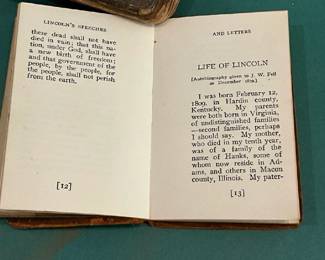 LINCOLN'S SPEECHES
these dead shall not have
died in vain; that this na-
tion, under God, shall have
a new birth of freedom;
and that government of the
people, by the people, for
the people, shall not perish
from the earth.
[12]
AND LETTERS
LIFE OF LINCOLN
(Autobiography given to J. W. Fell
in December 1859.)
I was born February 12,
1809, in Hardin county,
Kentucky. My parents
were both born in Virginia,
of undistinguished families
—second families, perhaps
I should say. My mother,
who died in my tenth year,
was of a family of the
name of Hanks, some of
whom now reside in Ad-
ams, and others in Macon
county, Illinois. My pater-
[13]